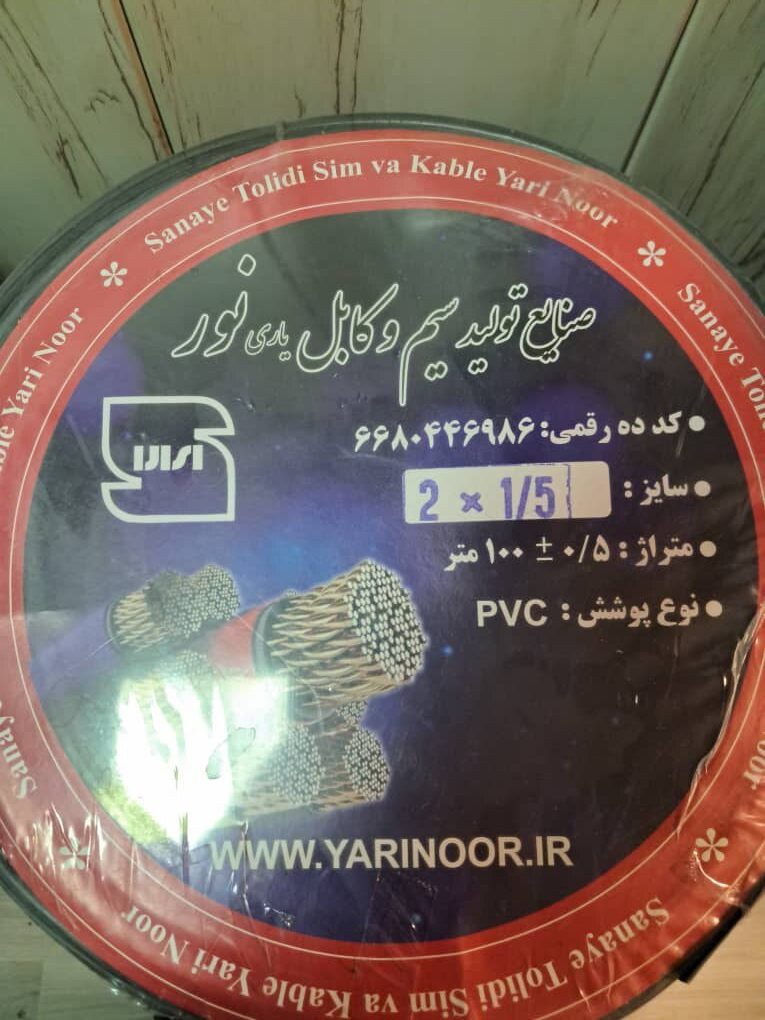 Sanaye Tolidi Sim va Kable Yari Noor
صنایع تولید سیم و کابل یاری نور
استاندارد
• کد ده رقمی: ۶۶۸۰۴۴۶۹۸۶
• سایز : 2 × 1/5
• متراژ : ۰/۵ ± ۱۰۰ متر
• نوع پوشش : PVC
WWW.YARINOOR.IR
Sanaye Tolidi Sim va Kable Yari Noor